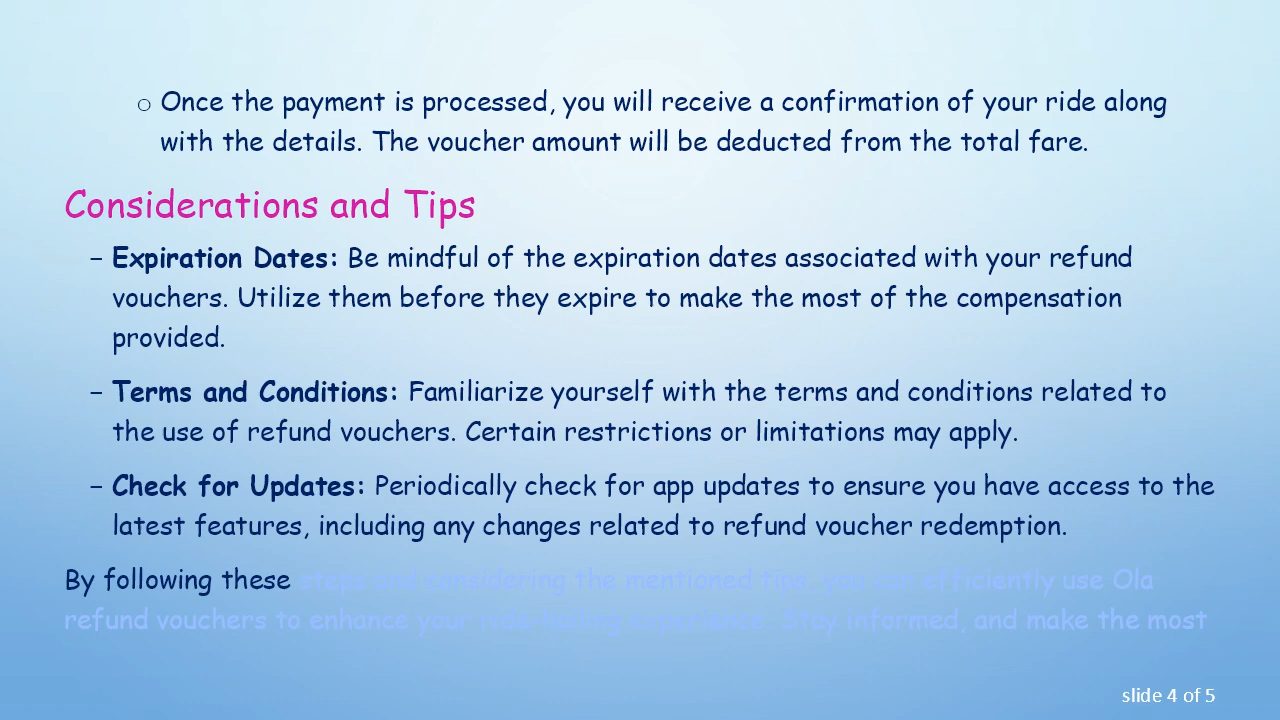 o Once the payment is processed, you will receive a confirmation of your ride along
with the details. The voucher amount will be deducted from the total fare.
Considerations and Tips
– Expiration Dates: Be mindful of the expiration dates associated with your refund
vouchers. Utilize them before they expire to make the most of the compensation
provided.
– Terms and Conditions: Familiarize yourself with the terms and conditions related to
the use of refund vouchers. Certain restrictions or limitations may apply.
– Check for Updates: Periodically check for app updates to ensure you have access to the
latest features, including any changes related to refund voucher redemption.
By following these steps and considering the mentioned tips, you can efficiently use Ola
refund vouchers to enhance your ride-hailing experience. Stay informed, and make the most
slide 4 of 5